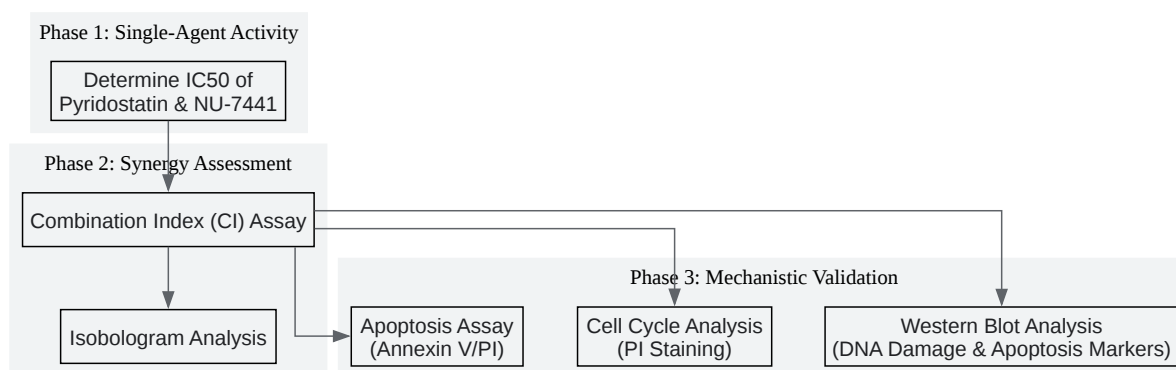 Phase 1: Single-Agent Activity
Determine IC50 of
Pyridostatin & NU-7441
Phase 2: Synergy Assessment
Combination Index (CI) Assay
Isobologram Analysis
Phase 3: Mechanistic Validation
Apoptosis Assay
(Annexin V/PI)
Cell Cycle Analysis
(PI Staining)
Western Blot Analysis
(DNA Damage & Apoptosis Markers)